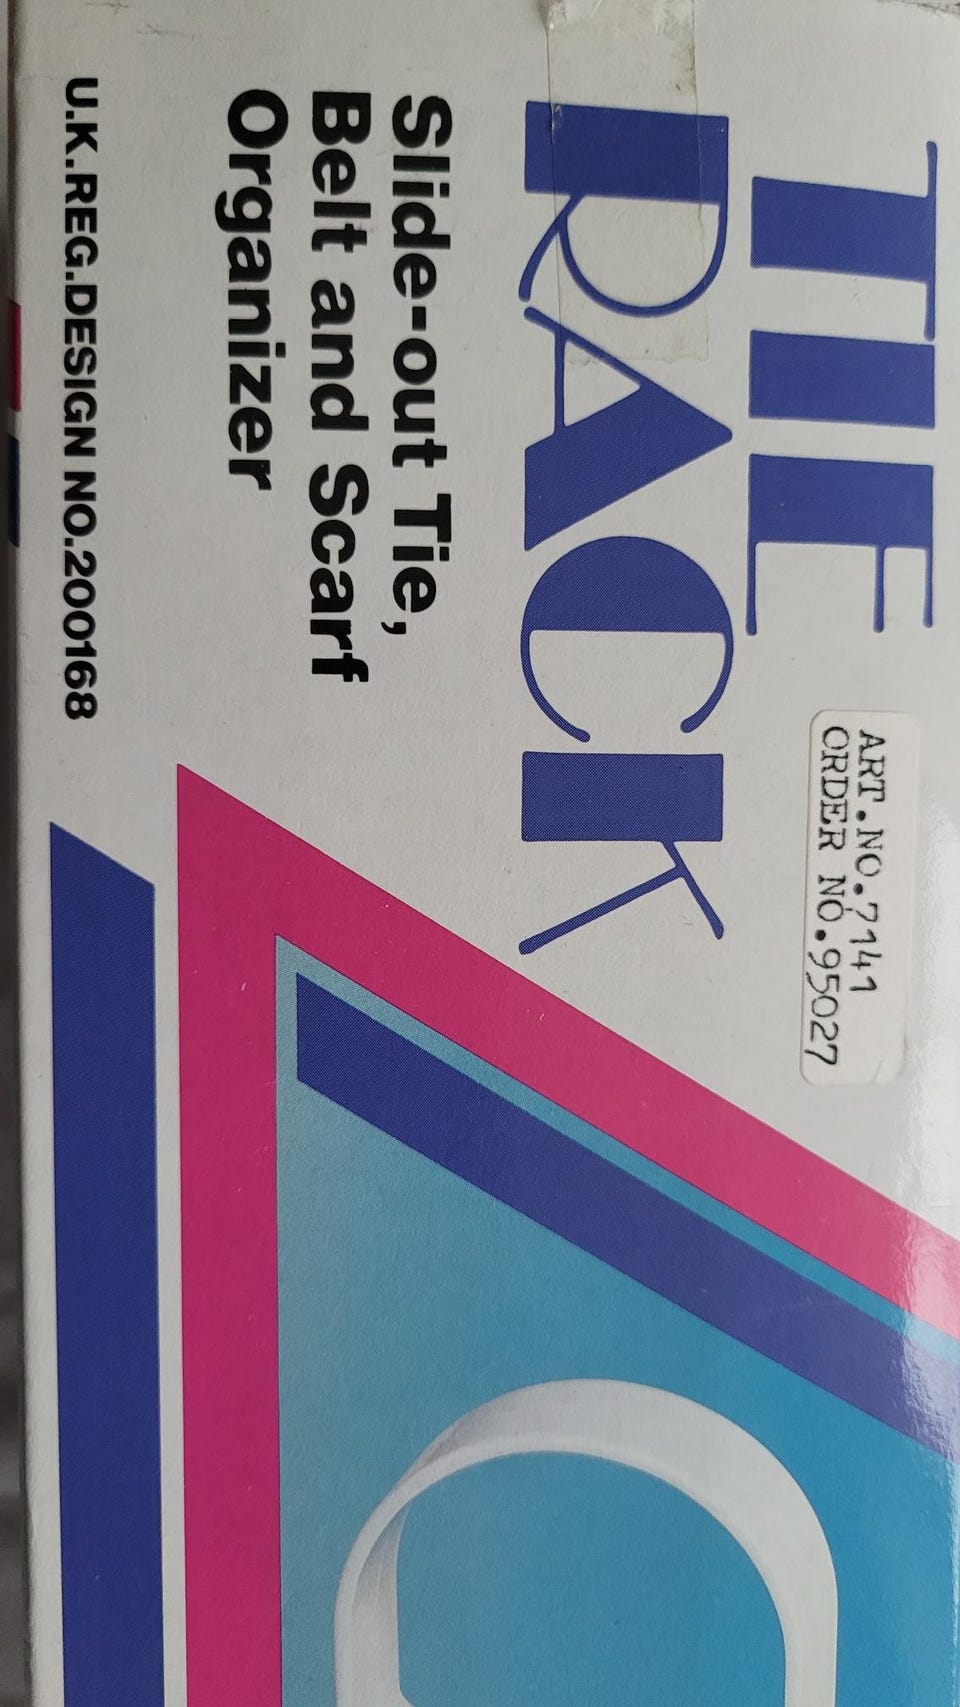 TIE
RACK
ART.NO.7141
ORDER NO.95027
Slide-out Tie,
Belt and Scarf
Organizer
U.K.REG.DESIGN NO.200168